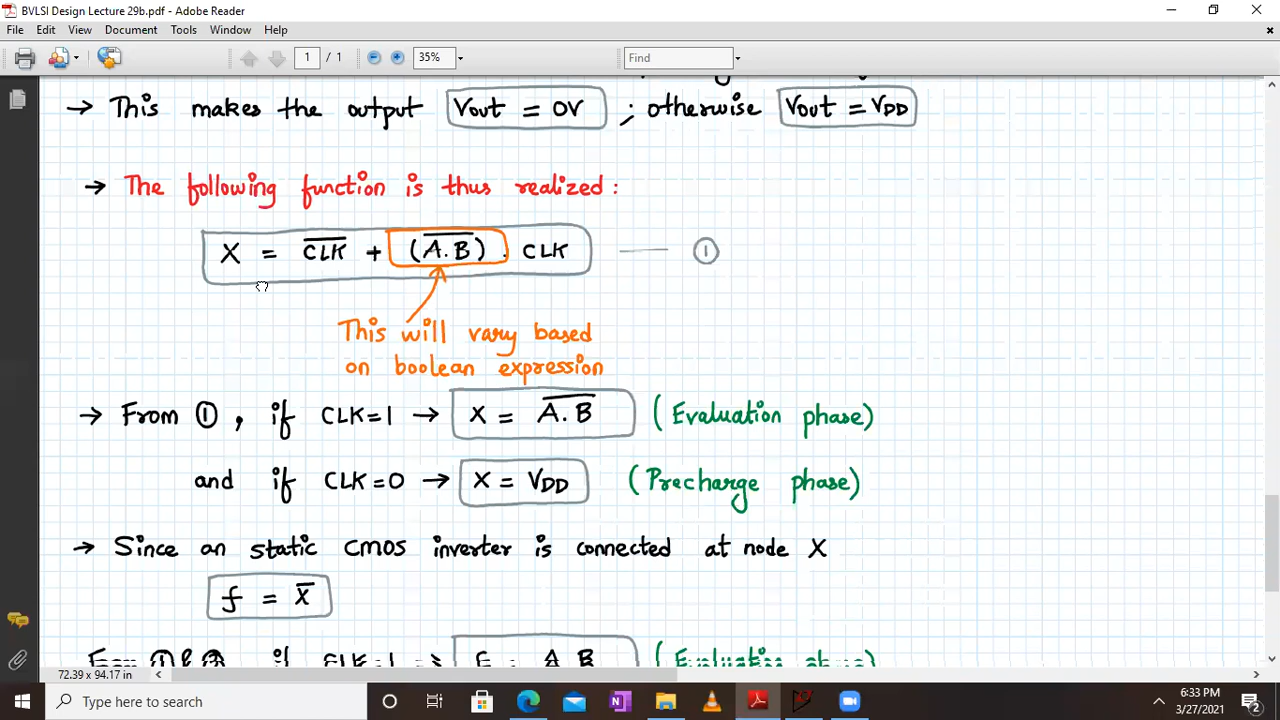 BVLSI Design Lecture 29b.pdf - Adobe Reader
File Edit View Document Tools Window Help
1 / 1 35% Find
→ This makes the output Vout = 0V ; otherwise Vout = VDD
→ The following function is thus realized :
X = C̅L̅K̅ + (A̅.̅B̅) . CLK —— ①
This will vary based
on boolean expression
→ From ① , if CLK=1 → X = A̅.̅B̅ (Evaluation phase)
and if CLK=0 → X = VDD (Precharge phase)
→ Since an static CMOS inverter is connected at node X
f = X̅
72.39 x 94.17 in
Type here to search
6:33 PM
3/27/2021
2